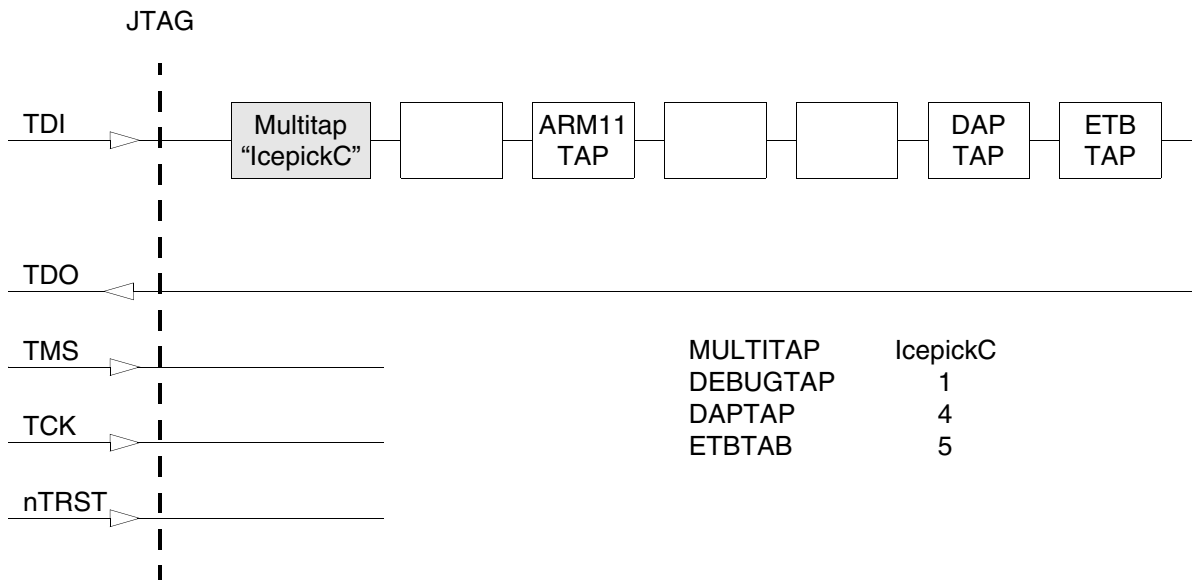 JTAG
TDI
Multitap
“IcepickC”
ARM11
TAP
DAP
TAP
ETB
TAP
TDO
TMS
TCK
nTRST
MULTITAP IcepickC
DEBUGTAP 1
DAPTAP 4
ETBTAB 5